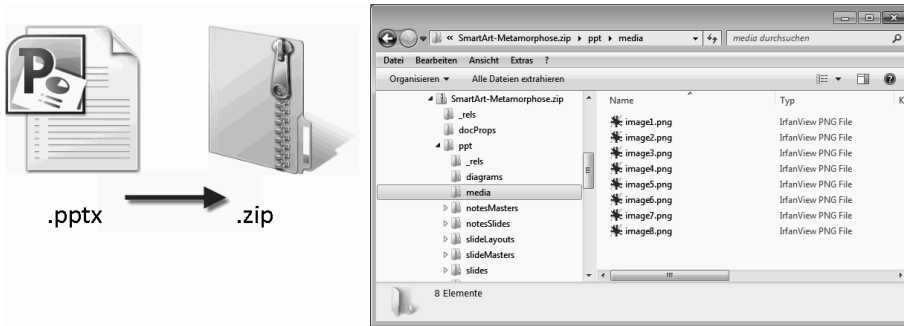 P
.pptx
.zip
« SmartArt-Metamorphose.zip ▸ ppt ▸ media
media durchsuchen
Datei Bearbeiten Ansicht Extras ?
Organisieren ▾ Alle Dateien extrahieren
SmartArt-Metamorphose.zip
_rels
docProps
ppt
_rels
diagrams
media
notesMasters
notesSlides
slideLayouts
slideMasters
slides
Name Typ K
image1.png IrfanView PNG File
image2.png IrfanView PNG File
image3.png IrfanView PNG File
image4.png IrfanView PNG File
image5.png IrfanView PNG File
image6.png IrfanView PNG File
image7.png IrfanView PNG File
image8.png IrfanView PNG File
8 Elemente